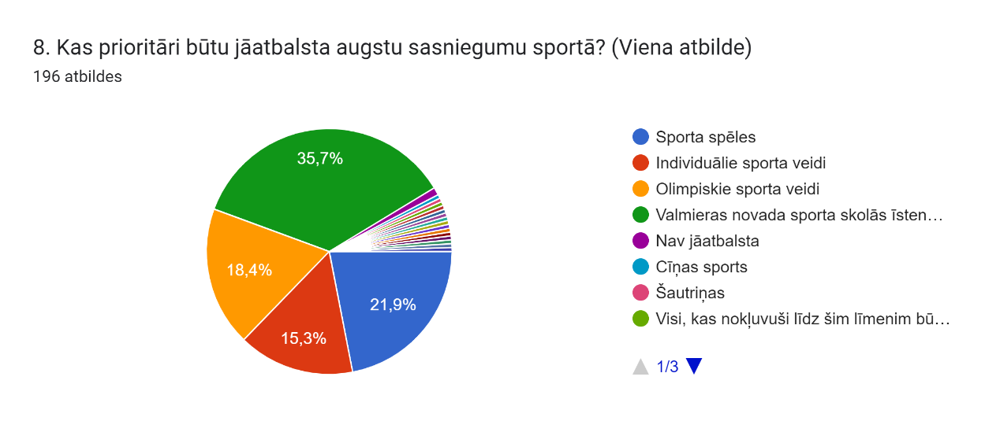 8. Kas prioritāri būtu jāatbalsta augstu sasniegumu sportā? (Viena atbilde)
196 atbildes
35,7%
18,4%
21,9%
15,3%
Sporta spēles
Individuālie sporta veidi
Olimpiskie sporta veidi
Valmieras novada sporta skolās īsten…
Nav jāatbalsta
Cīņas sports
Šautriņas
Visi, kas nokļuvuši līdz šim līmenim bū…
1/3